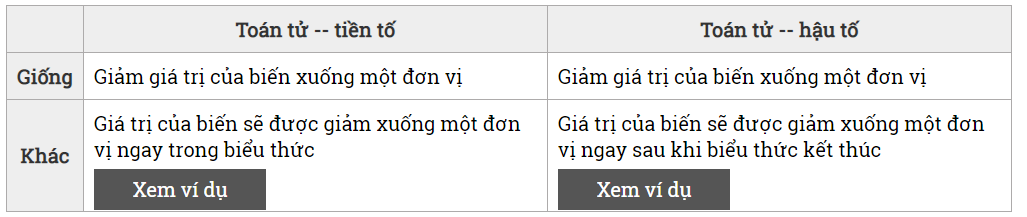 Toán tử -- tiền tố
Toán tử -- hậu tố
Giống
Giảm giá trị của biến xuống một đơn vị
Giảm giá trị của biến xuống một đơn vị
Khác
Giá trị của biến sẽ được giảm xuống một đơn
vị ngay trong biểu thức
Xem ví dụ
Giá trị của biến sẽ được giảm xuống một đơn
vị ngay sau khi biểu thức kết thúc
Xem ví dụ